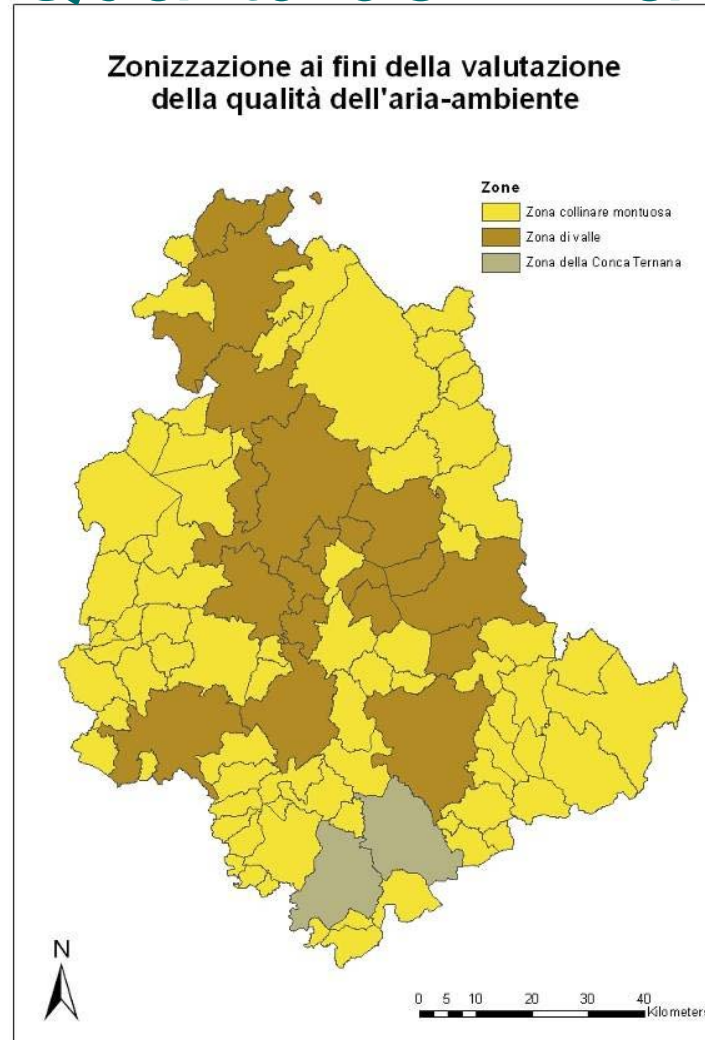 Zonizzazione ai fini della valutazione
della qualità dell'aria-ambiente
Zone
Zona collinare montuosa
Zona di valle
Zona della Conca Ternana
N
0 5 10 20 30 40
Kilometers